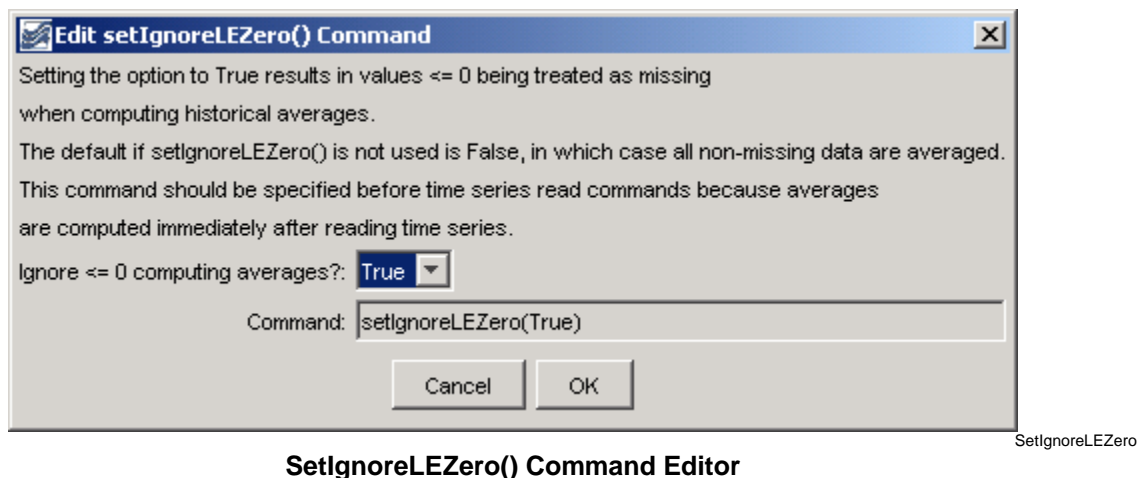 Edit setIgnoreLEZero() Command
Setting the option to True results in values <= 0 being treated as missing
when computing historical averages.
The default if setIgnoreLEZero() is not used is False, in which case all non-missing data are averaged.
This command should be specified before time series read commands because averages
are computed immediately after reading time series.
Ignore <= 0 computing averages?: True
Command: setIgnoreLEZero(True)
Cancel OK
SetIgnoreLEZero
SetIgnoreLEZero() Command Editor